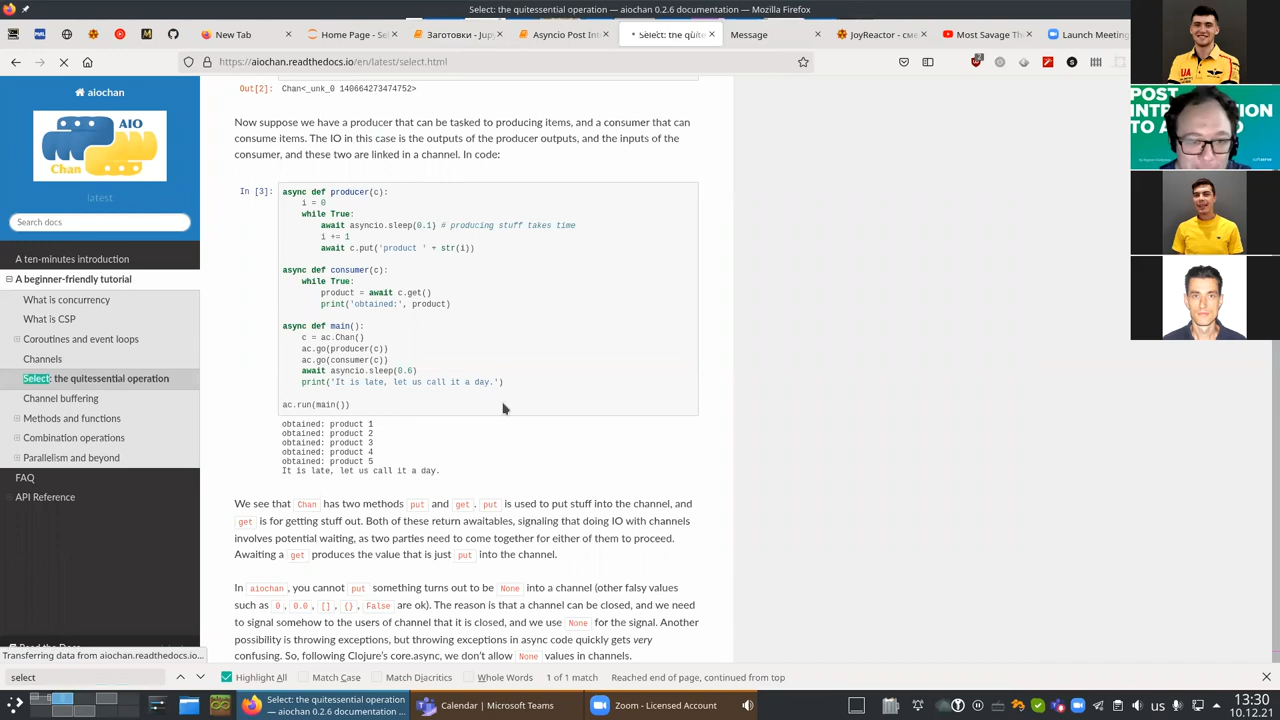 Select: the quitessential operation — aiochan 0.2.6 documentation — Mozilla Firefox
New Tab
Home Page - Sel
Заготовки - Jup
Asyncio Post Int
Select: the quite
Message
JoyReactor - сме
Most Savage Th
Launch Meeting
https://aiochan.readthedocs.io/en/latest/select.html
aiochan
AIO
Chan
latest
Search docs
A ten-minutes introduction
A beginner-friendly tutorial
What is concurrency
What is CSP
Coroutines and event loops
Channels
Select: the quitessential operation
Channel buffering
Methods and functions
Combination operations
Parallelism and beyond
FAQ
API Reference
Read the Docs
Transferring data from aiochan.readthedocs.io...
Out[2]: Chan<_unk_0 140664273474752>
Now suppose we have a producer that can be tasked to producing items, and a consumer that can
consume items. The IO in this case is the outputs of the producer outputs, and the inputs of the
consumer, and these two are linked in a channel. In code:
In [3]: async def producer(c):
i = 0
while True:
await asyncio.sleep(0.1) # producing stuff takes time
i += 1
await c.put('product ' + str(i))
async def consumer(c):
while True:
product = await c.get()
print('obtained:', product)
async def main():
c = ac.Chan()
ac.go(producer(c))
ac.go(consumer(c))
await asyncio.sleep(0.6)
print('It is late, let us call it a day.')
ac.run(main())
obtained: product 1
obtained: product 2
obtained: product 3
obtained: product 4
obtained: product 5
It is late, let us call it a day.
We see that Chan has two methods put and get. put is used to put stuff into the channel, and
get is for getting stuff out. Both of these return awaitables, signaling that doing IO with channels
involves potential waiting, as two parties need to come together for either of them to proceed.
Awaiting a get produces the value that is just put into the channel.
In aiochan, you cannot put something turns out to be None into a channel (other falsy values
such as 0, 0.0, [], {}, False are ok). The reason is that a channel can be closed, and we need
to signal somehow to the users of channel that it is closed, and we use None for the signal. Another
possibility is throwing exceptions, but throwing exceptions in async code quickly gets very
confusing. So, following Clojure's core.async, we don't allow None values in channels.
UA
POST
select
Highlight All
Match Case
Match Diacritics
Whole Words
1 of 1 match
Reached end of page, continued from top
Select: the quitessential operation
— aiochan 0.2.6 documentation ...
Calendar | Microsoft Teams
Zoom - Licensed Account
13:30
10.12.21